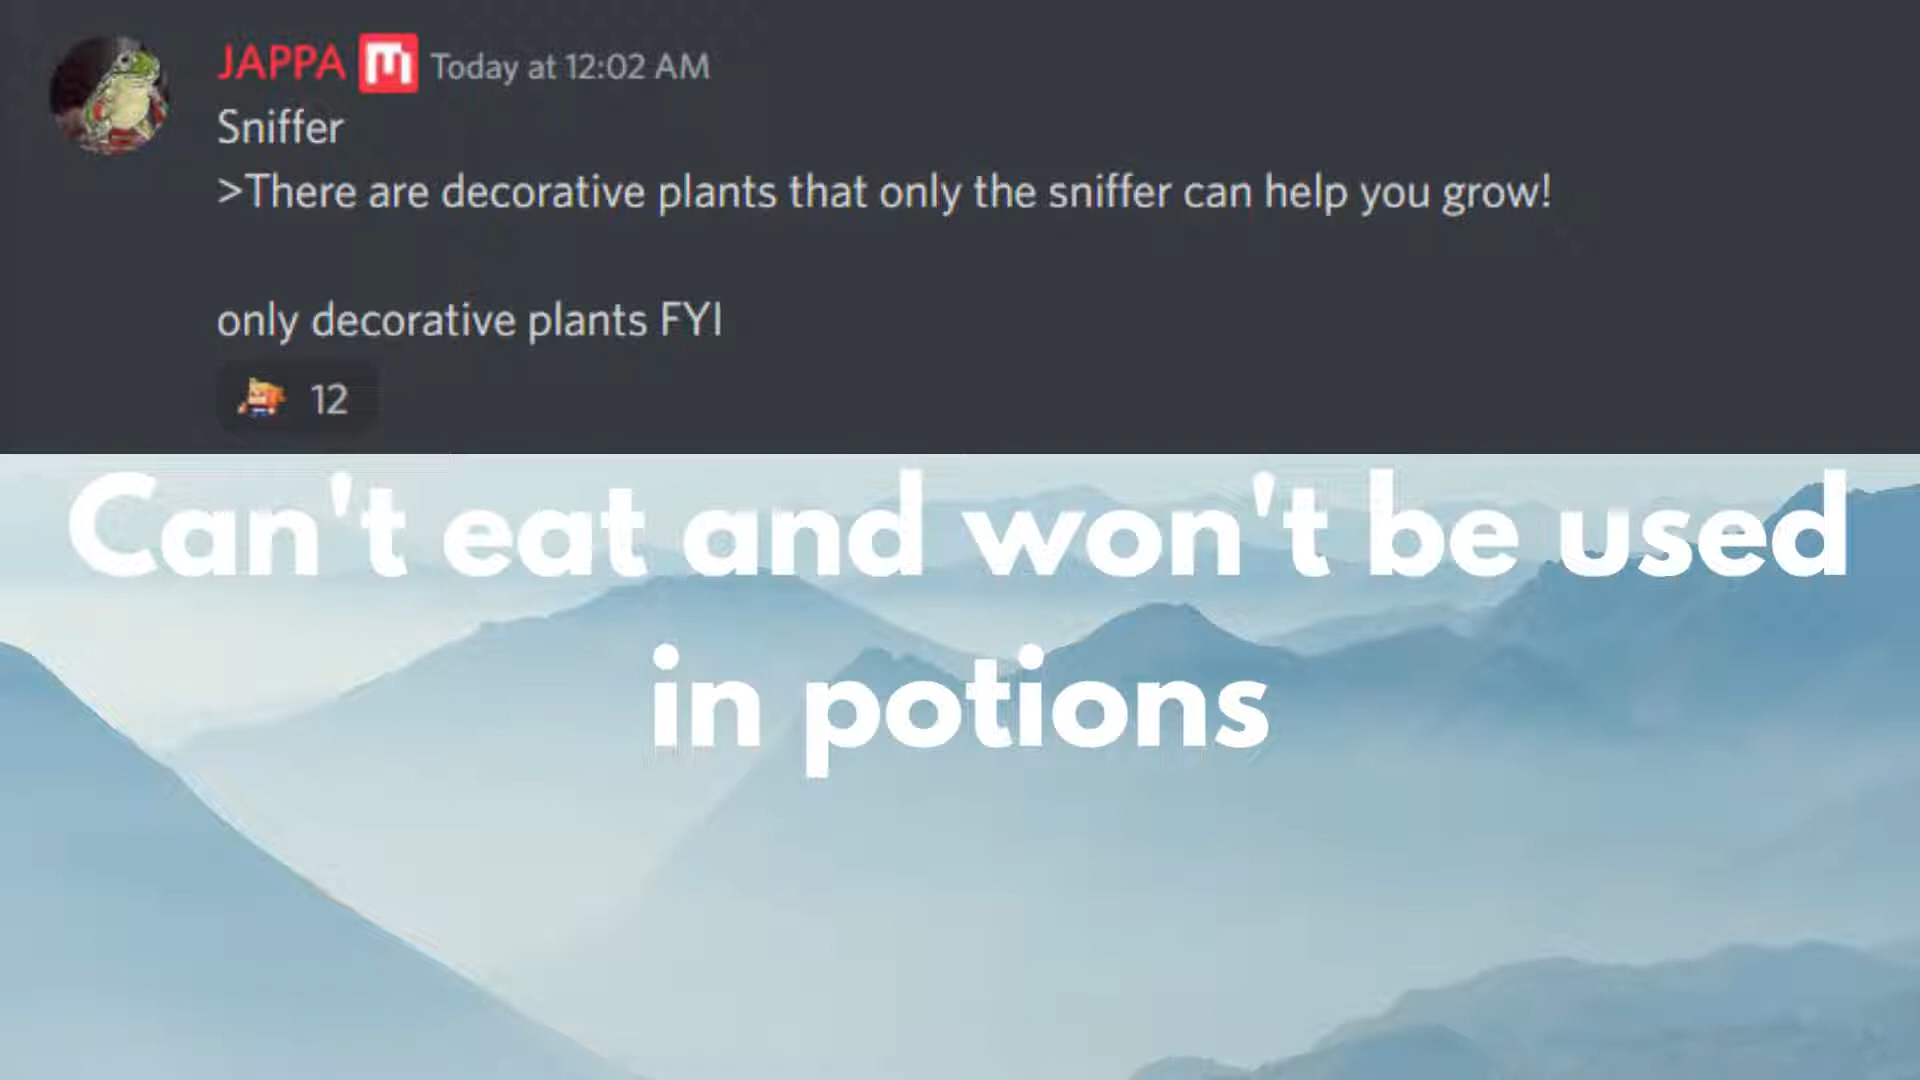 JAPPA Today at 12:02 AM
Sniffer
>There are decorative plants that only the sniffer can help you grow!
only decorative plants FYI
12
Can't eat and won't be used
in potions